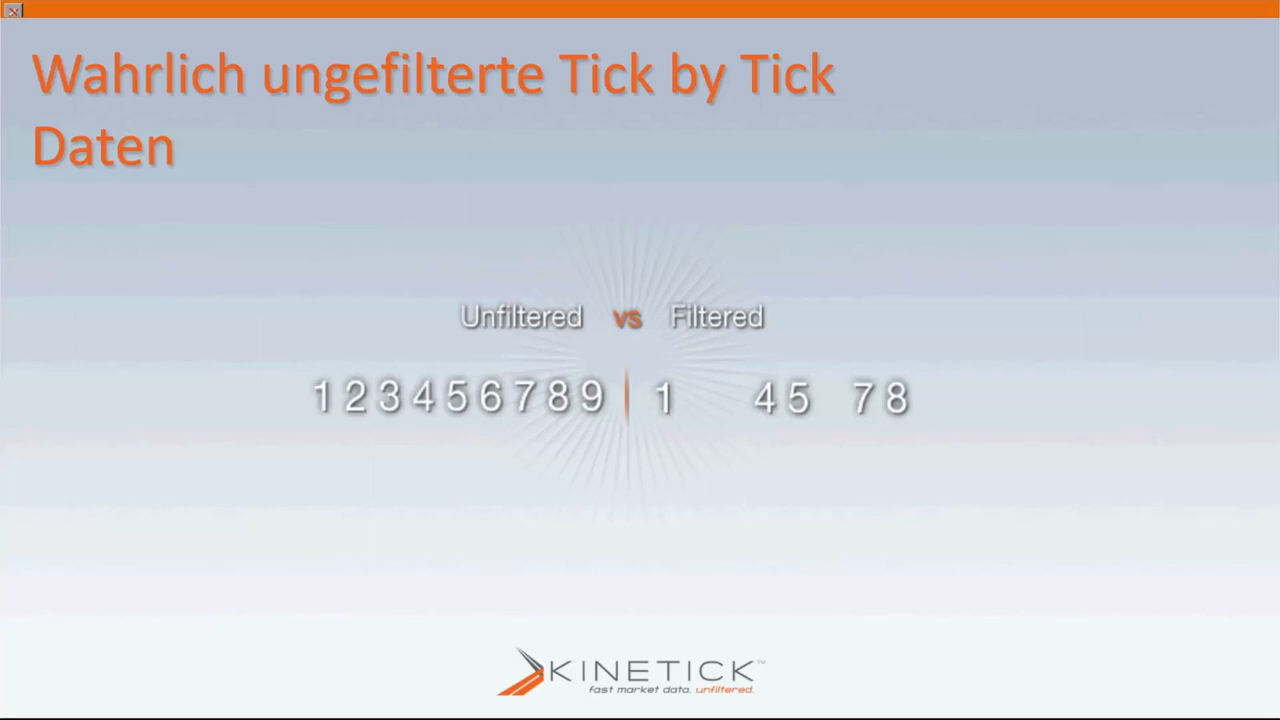 Wahrlich ungefilterte Tick by Tick
Daten
Unfiltered vs Filtered
1 2 3 4 5 6 7 8 9 1 4 5 7 8
KINETICK™
fast market data. unfiltered.